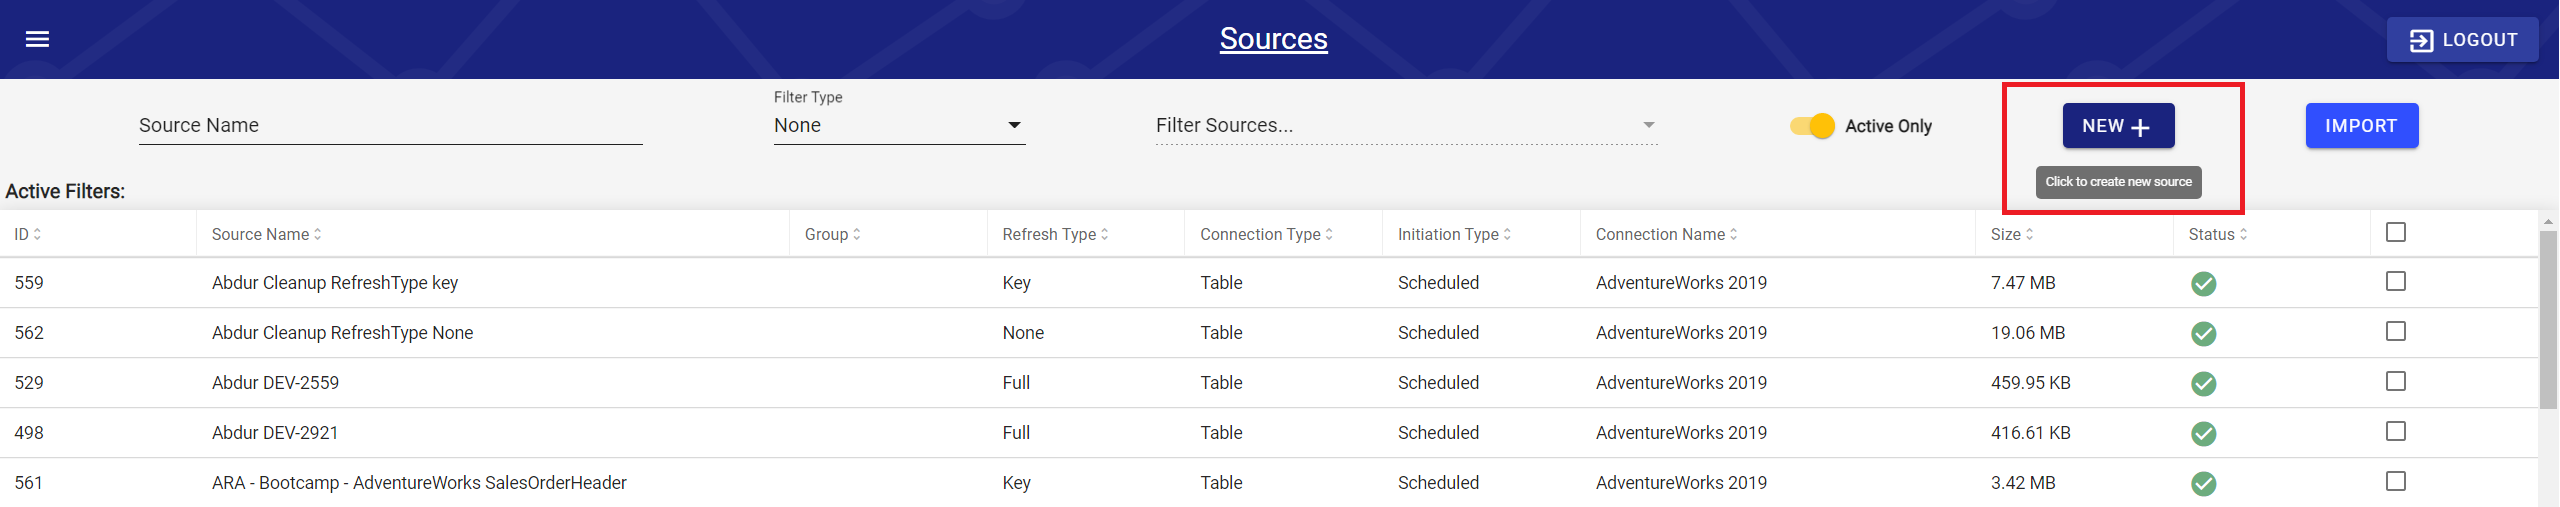 Sources
LOGOUT
Filter Type
Source Name
None
Filter Sources...
Active Only
NEW +
IMPORT
Click to create new source
Active Filters:
ID Source Name Group Refresh Type Connection Type Initiation Type Connection Name Size Status
559 Abdur Cleanup RefreshType key Key Table Scheduled AdventureWorks 2019 7.47 MB
562 Abdur Cleanup RefreshType None None Table Scheduled AdventureWorks 2019 19.06 MB
529 Abdur DEV-2559 Full Table Scheduled AdventureWorks 2019 459.95 KB
498 Abdur DEV-2921 Full Table Scheduled AdventureWorks 2019 416.61 KB
561 ARA - Bootcamp - AdventureWorks SalesOrderHeader Key Table Scheduled AdventureWorks 2019 3.42 MB